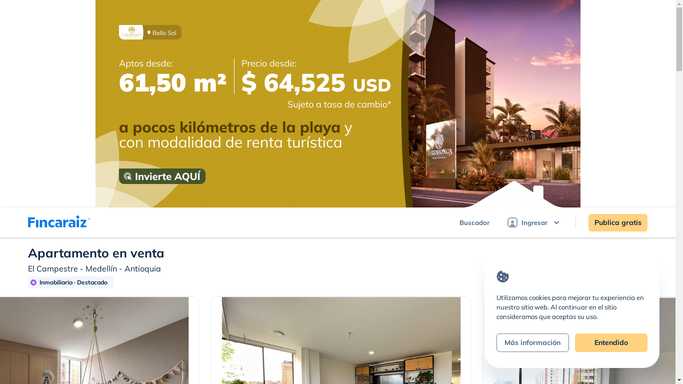 Bello Sol
Aptos desde:
61,50 m²
Precio desde:
$ 64,525 USD
Sujeto a tasa de cambio*
a pocos kilómetros de la playa y
con modalidad de renta turística
Invierte AQUÍ
Fincaraiz
Buscador
Ingresar
Publica gratis
Apartamento en venta
El Campestre - Medellín - Antioquia
Inmobiliaria - Destacado
Utilizamos cookies para mejorar tu experiencia en
nuestro sitio web. Al continuar en el sitio
consideramos que aceptas su uso.
Más información
Entendido